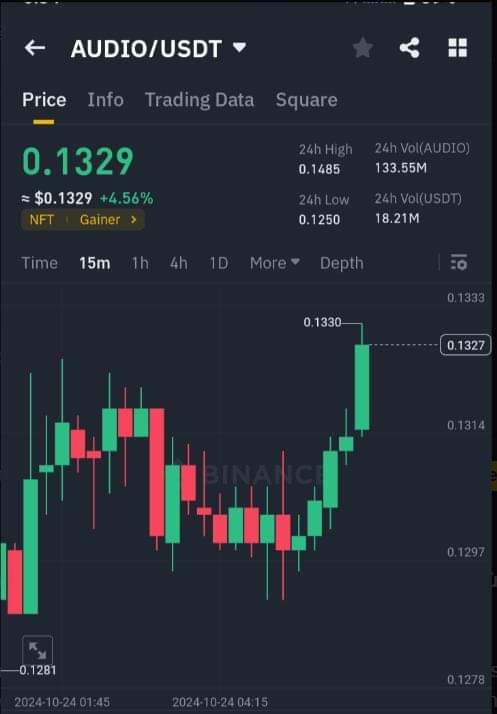 AUDIO/USDT
Price Info Trading Data Square
0.1329
≈ $0.1329 +4.56%
NFT Gainer >
24h High
0.1485
24h Vol(AUDIO)
133.55M
24h Low
0.1250
24h Vol(USDT)
18.21M
Time 15m 1h 4h 1D More Depth
0.1333
0.1330
0.1327
0.1314
BINANCE
0.1297
0.1281
0.1278
2024-10-24 01:45
2024-10-24 04:15